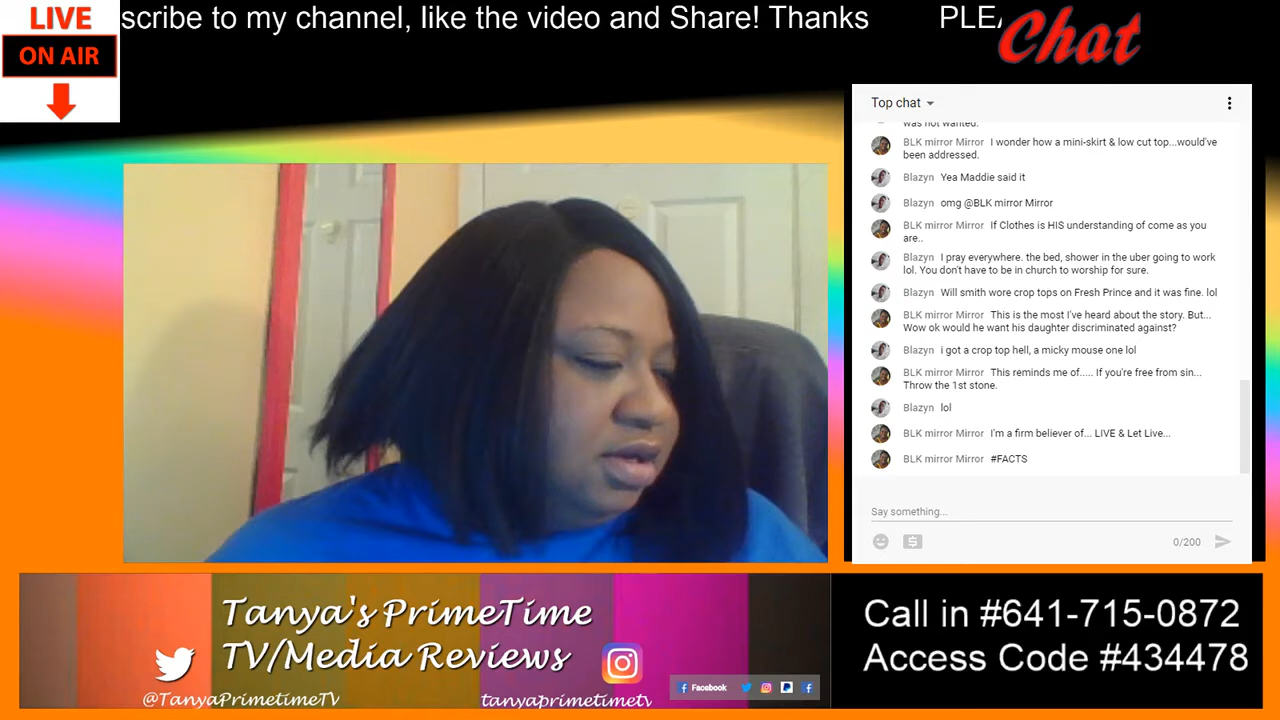 LIVE
ON AIR
scribe to my channel, like the video and Share! Thanks
PLEA
Chat
Top chat
was not wanted.
BLK mirror Mirror I wonder how a mini-skirt & low cut top...would've
been addressed.
Blazyn Yea Maddie said it
Blazyn omg @BLK mirror Mirror
BLK mirror Mirror If Clothes is HIS understanding of come as you
are..
Blazyn I pray everywhere. the bed, shower in the uber going to work
lol. You don't have to be in church to worship for sure.
Blazyn Will smith wore crop tops on Fresh Prince and it was fine. lol
BLK mirror Mirror This is the most I've heard about the story. But...
Wow ok would he want his daughter discriminated against?
Blazyn i got a crop top hell, a micky mouse one lol
BLK mirror Mirror This reminds me of..... If you're free from sin...
Throw the 1st stone.
Blazyn lol
BLK mirror Mirror I'm a firm believer of... LIVE & Let Live...
BLK mirror Mirror #FACTS
Say something...
0/200
Tanya's PrimeTime
TV/Media Reviews
@TanyaPrimetimeTV
tanyaprimetimetv
Facebook
Call in #641-715-0872
Access Code #434478